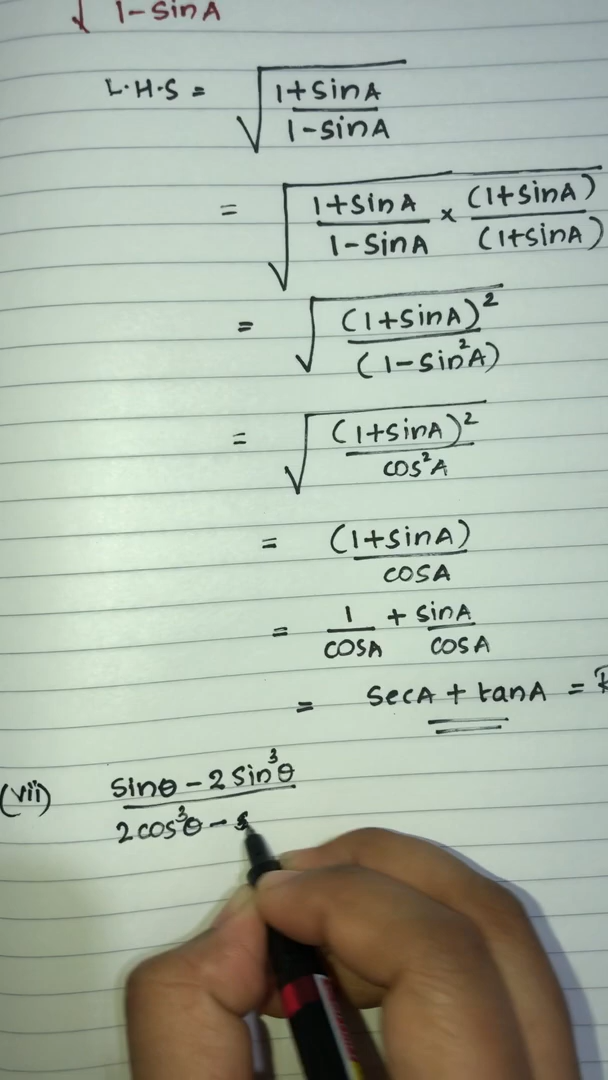 √ 1-sinA
L.H.S = √((1+sinA)/(1-sinA))
= √((1+sinA)/(1-sinA) × (1+sinA)/(1+sinA))
= √((1+sinA)²/(1-sin²A))
= √((1+sinA)²/cos²A)
= (1+sinA)/cosA
= 1/cosA + sinA/cosA
= secA + tanA =
(vii) (sinθ - 2sin³θ)/(2cos³θ -